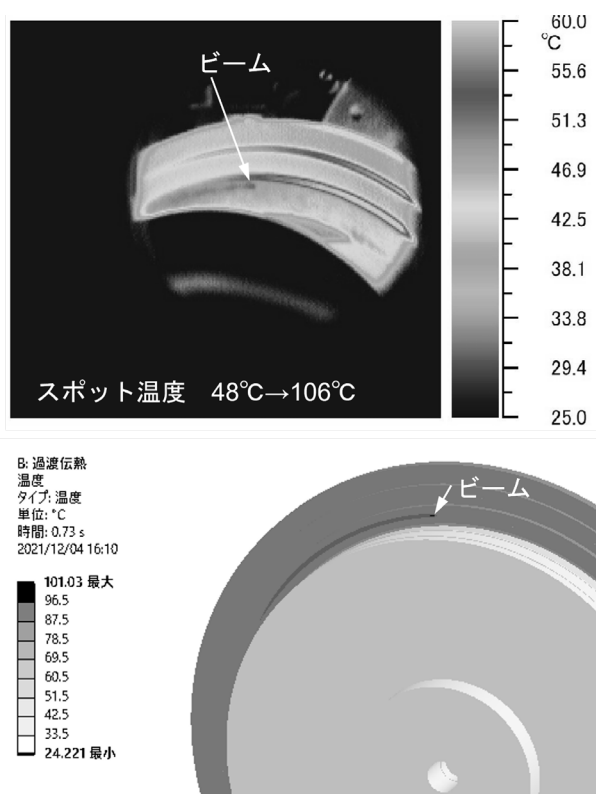 ビーム
60.0
℃
55.6
51.3
46.9
42.5
38.1
33.8
29.4
25.0
スポット温度 48℃→106℃
B: 過渡伝熱
温度
タイプ: 温度
単位: °C
時間: 0.73 s
2021/12/04 16:10
ビーム
101.03 最大
96.5
87.5
78.5
69.5
60.5
51.5
42.5
33.5
24.221 最小